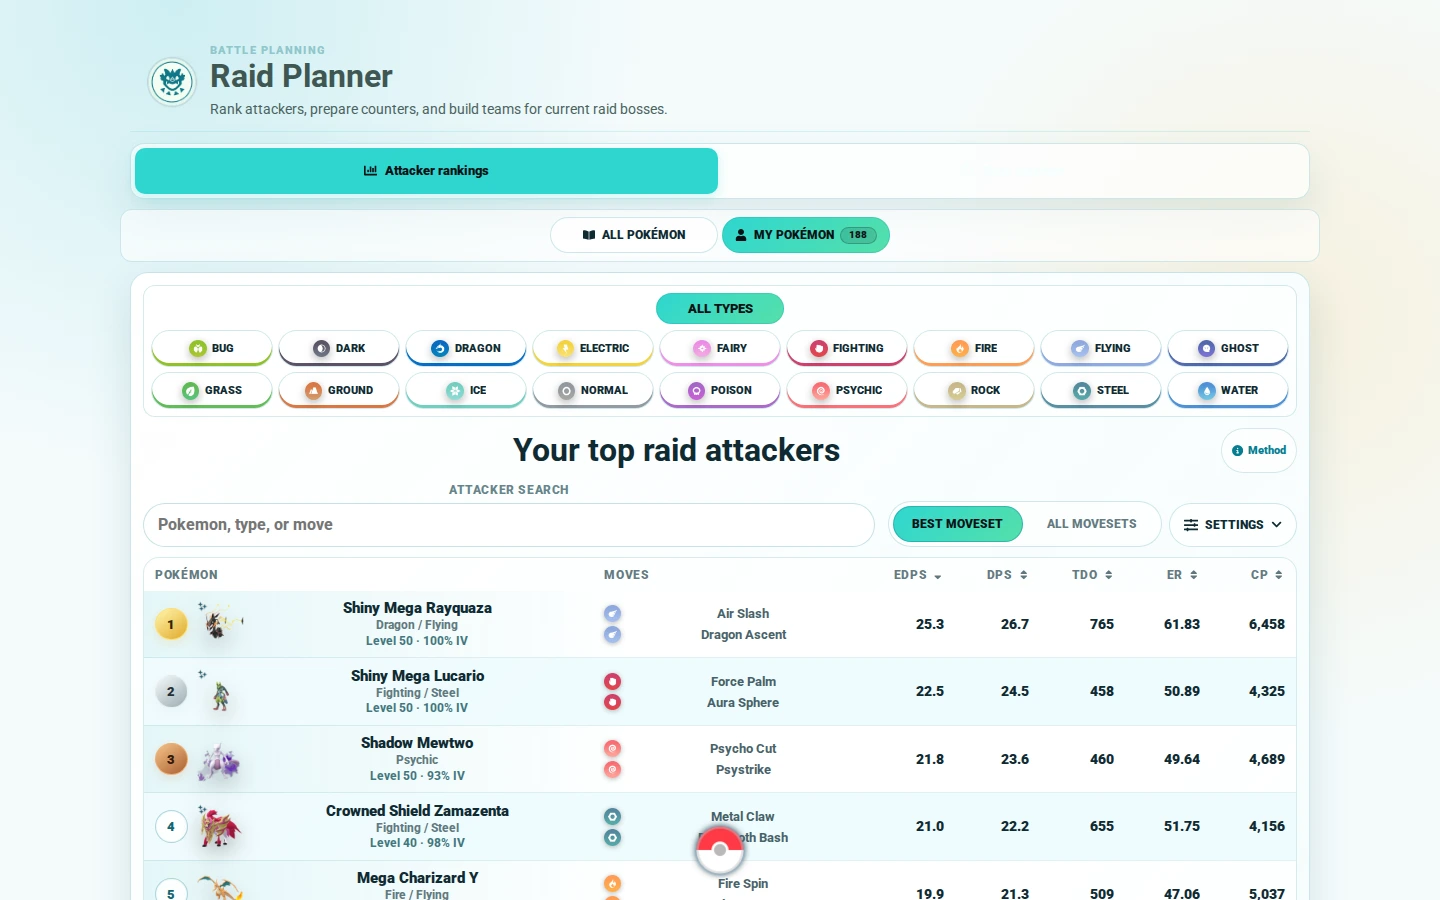 BATTLE PLANNING
Raid Planner
Rank attackers, prepare counters, and build teams for current raid bosses.
Attacker rankings
ALL POKÉMON
MY POKÉMON 188
ALL TYPES
BUG DARK DRAGON ELECTRIC FAIRY FIGHTING FIRE FLYING GHOST
GRASS GROUND ICE NORMAL POISON PSYCHIC ROCK STEEL WATER
Your top raid attackers
Method
ATTACKER SEARCH
Pokemon, type, or move
BEST MOVESET ALL MOVESETS SETTINGS
POKÉMON MOVES EDPS DPS TDO ER CP
1 Shiny Mega Rayquaza
Dragon / Flying
Level 50 · 100% IV
Air Slash
Dragon Ascent
25.3 26.7 765 61.83 6,458
2 Shiny Mega Lucario
Fighting / Steel
Level 50 · 100% IV
Force Palm
Aura Sphere
22.5 24.5 458 50.89 4,325
3 Shadow Mewtwo
Psychic
Level 50 · 93% IV
Psycho Cut
Psystrike
21.8 23.6 460 49.64 4,689
4 Crowned Shield Zamazenta
Fighting / Steel
Level 40 · 98% IV
Metal Claw
Bash
21.0 22.2 655 51.75 4,156
5 Mega Charizard Y
Fire / Flying
Fire Spin
19.9 21.3 509 47.06 5,037